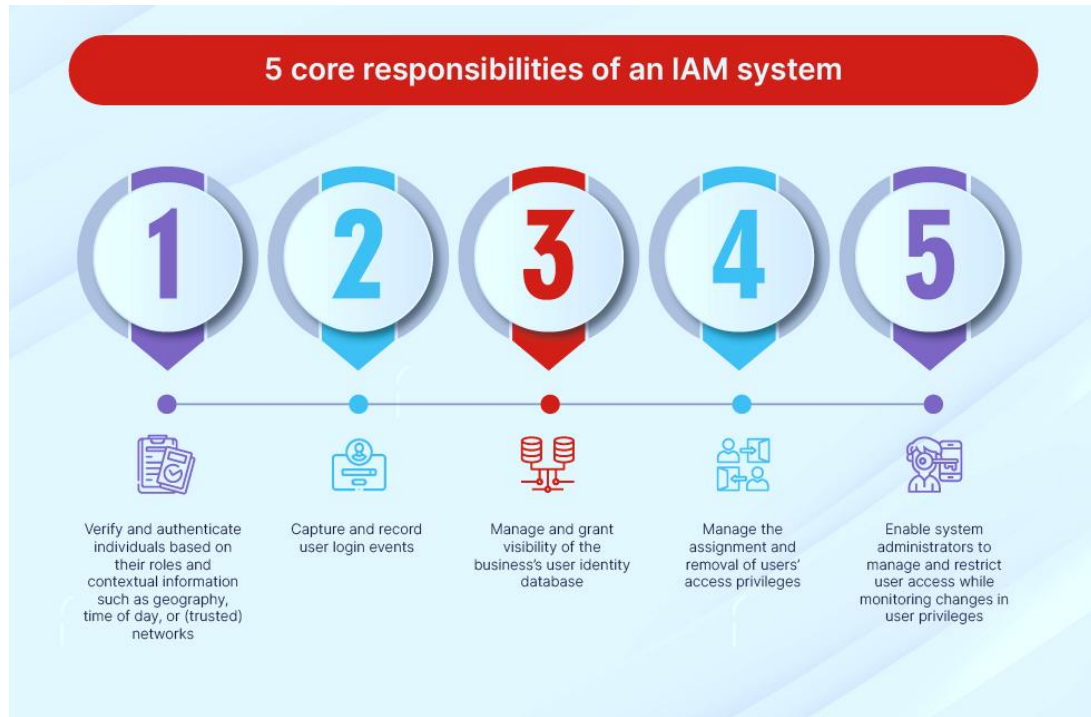 5 core responsibilities of an IAM system
1
2
3
4
5
Verify and authenticate
individuals based on
their roles and
contextual information
such as geography,
time of day, or (trusted)
networks
Capture and record
user login events
Manage and grant
visibility of the
business's user identity
database
Manage the
assignment and
removal of users'
access privileges
Enable system
administrators to
manage and restrict
user access while
monitoring changes in
user privileges